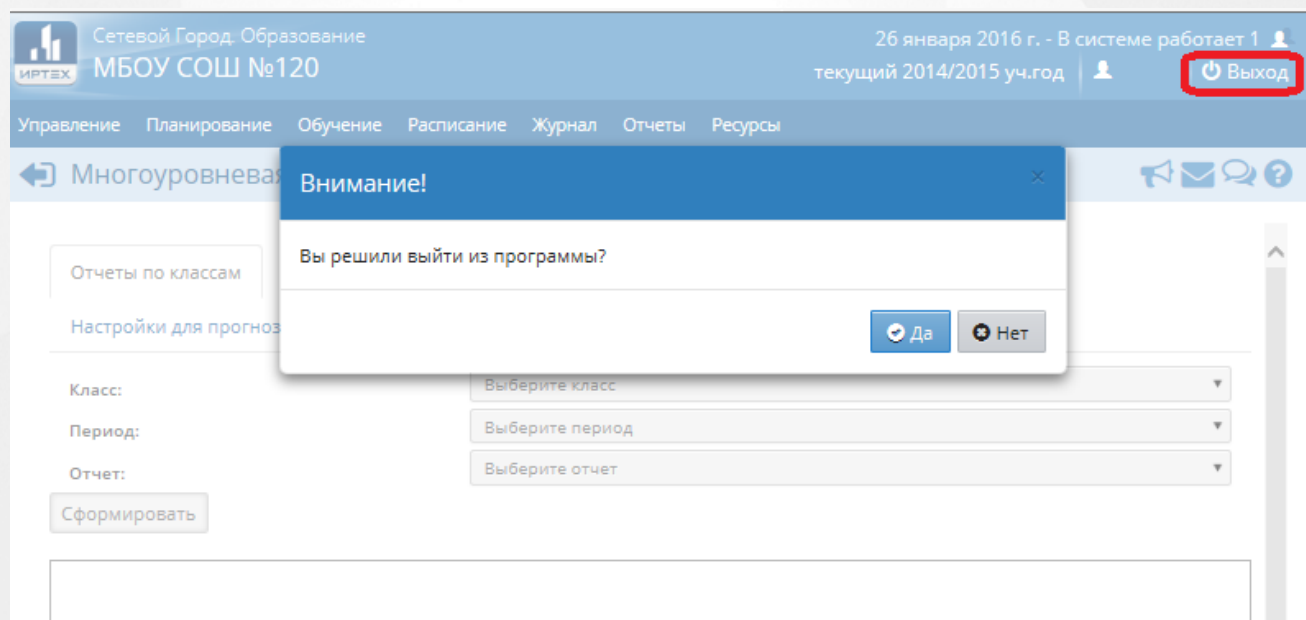 Сетевой Город. Образование
26 января 2016 г. - В системе работает 1
ИРТЕХ
МБОУ СОШ №120
текущий 2014/2015 уч.год
Выход
Управление Планирование Обучение Расписание Журнал Отчеты Ресурсы
Многоуровневая
Внимание!
×
Отчеты по классам
Вы решили выйти из программы?
Настройки для прогноз
Да
Нет
Класс:
Выберите класс
Период:
Выберите период
Отчет:
Выберите отчет
Сформировать